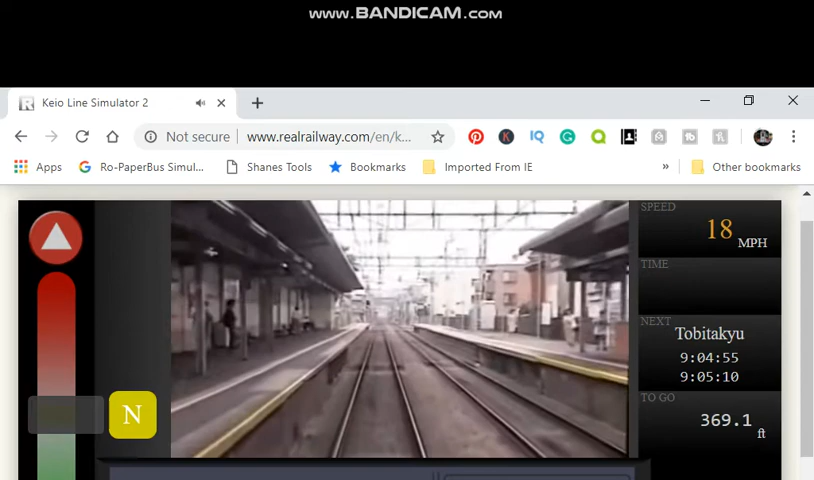 www.BANDICAM.com
Keio Line Simulator 2
Not secure
www.realrailway.com/en/k...
Apps
Ro-PaperBus Simul...
Shanes Tools
Bookmarks
Imported From IE
»
Other bookmarks
SPEED
18
MPH
TIME
NEXT
Tobitakyu
9:04:55
9:05:10
TO GO
369.1
ft
N